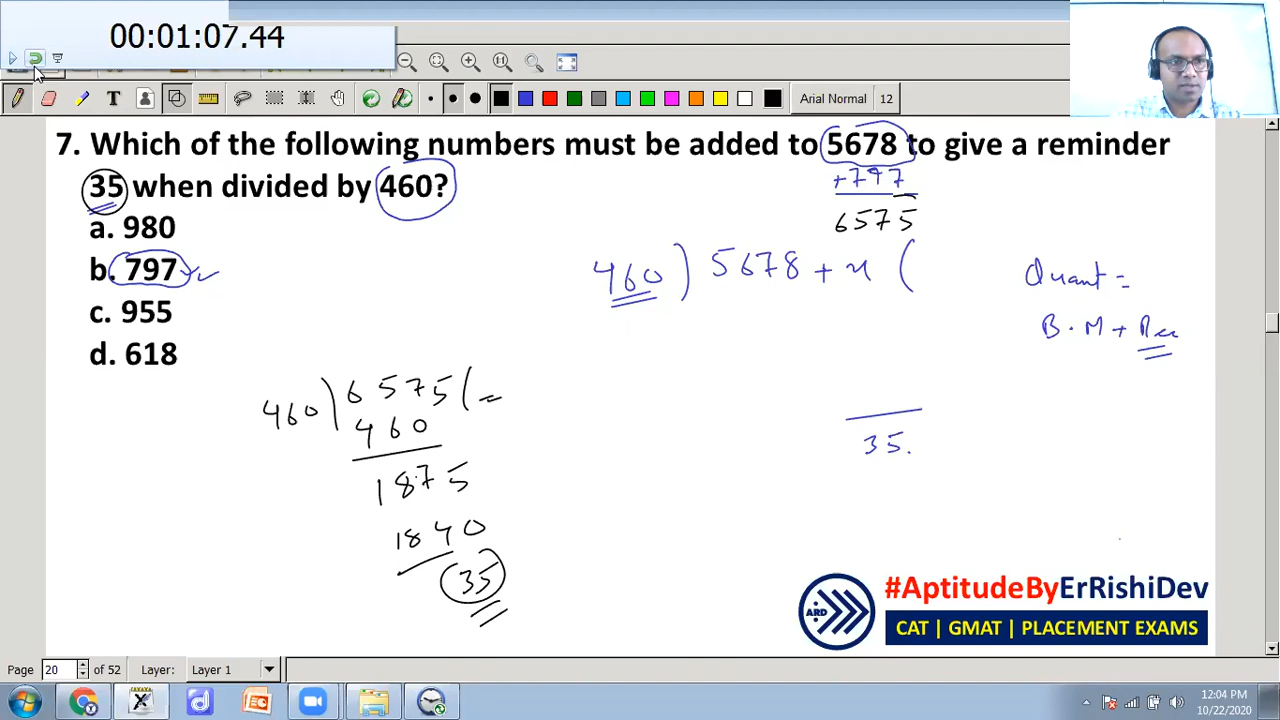 00:01:07.44
Arial Normal
12
7. Which of the following numbers must be added to 5678 to give a reminder
35 when divided by 460?
+797
6575
a. 980
b. 797
c. 955
d. 618
460) 5678 + x (
Quant =
B. M + Rem
35.
460) 6575 (=
460
1875
1840
35
#AptitudeByErRishiDev
ARD
CAT | GMAT | PLACEMENT EXAMS
Page 20 of 52 Layer: Layer 1
12:04 PM
10/22/2020